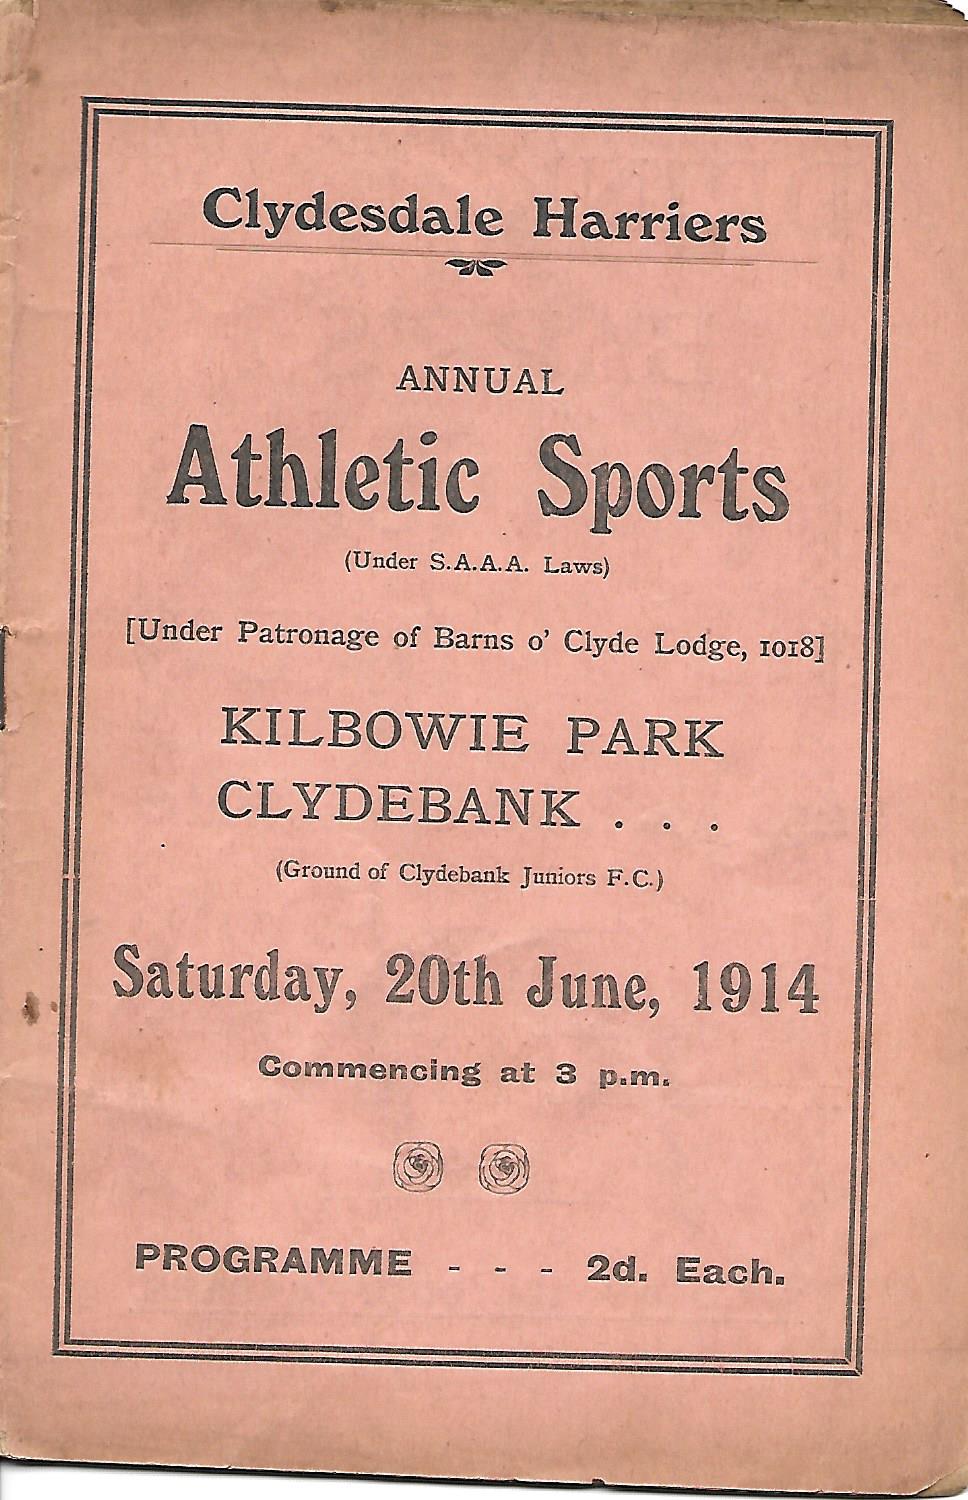 Clydesdale Harriers
ANNUAL
Athletic Sports
(Under S.A.A.A. Laws)
[Under Patronage of Barns o' Clyde Lodge, 1018]
KILBOWIE PARK
CLYDEBANK . . .
(Ground of Clydebank Juniors F.C.)
Saturday, 20th June, 1914
Commencing at 3 p.m.
PROGRAMME - - - 2d. Each.